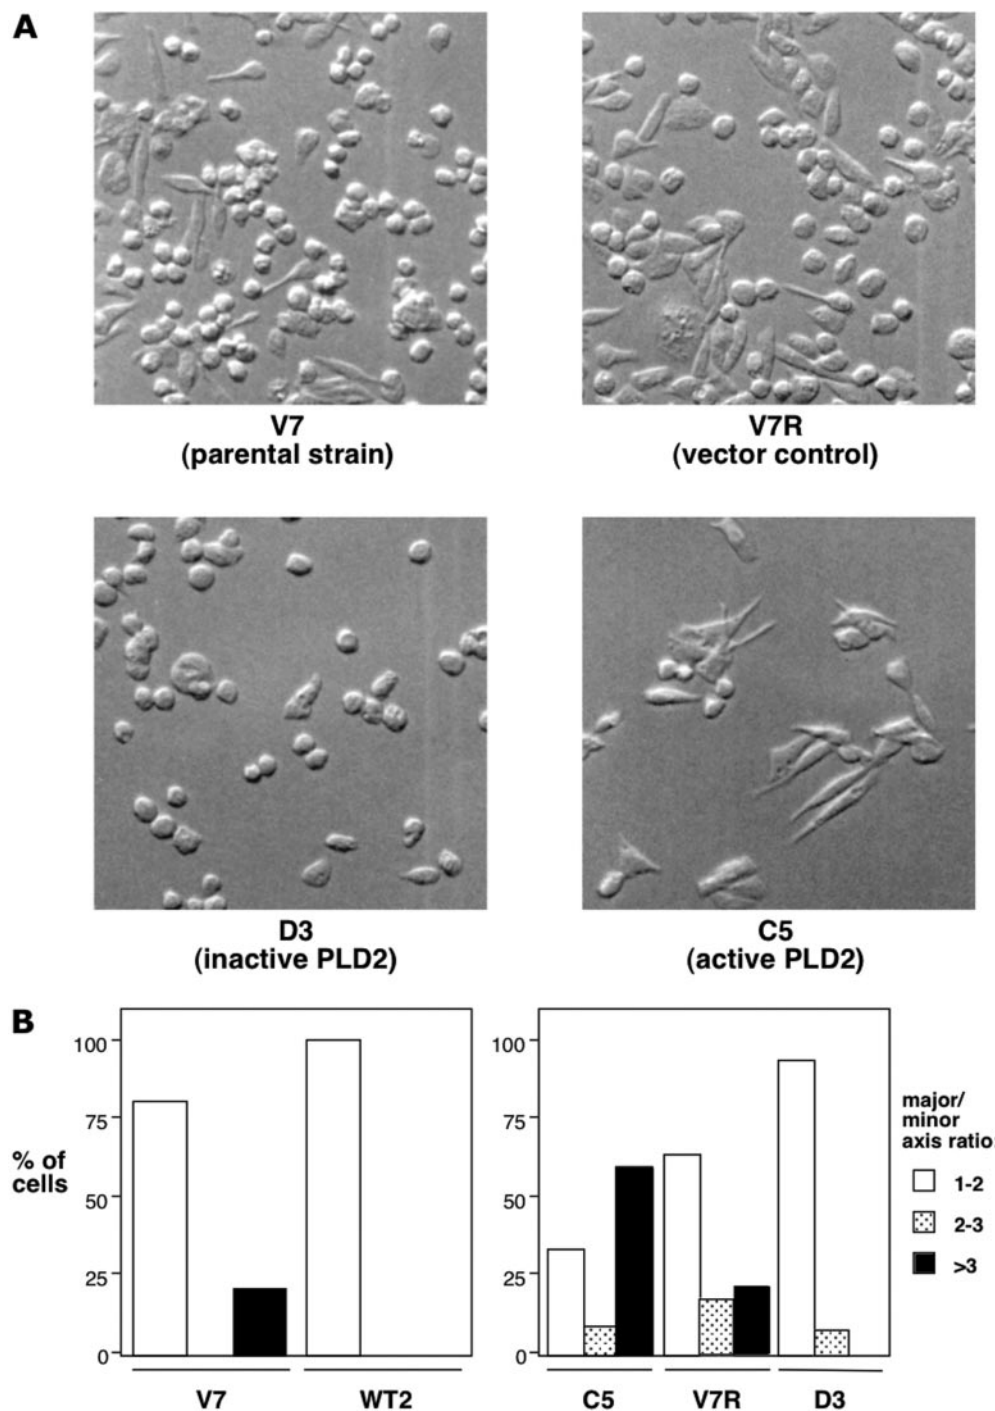 A
V7
(parental strain)
V7R
(vector control)
D3
(inactive PLD2)
C5
(active PLD2)
B
100
75
50
25
0
% of
cells
V7
WT2
100
75
50
25
0
C5
V7R
D3
major/
minor
axis ratio:
1-2
2-3
>3